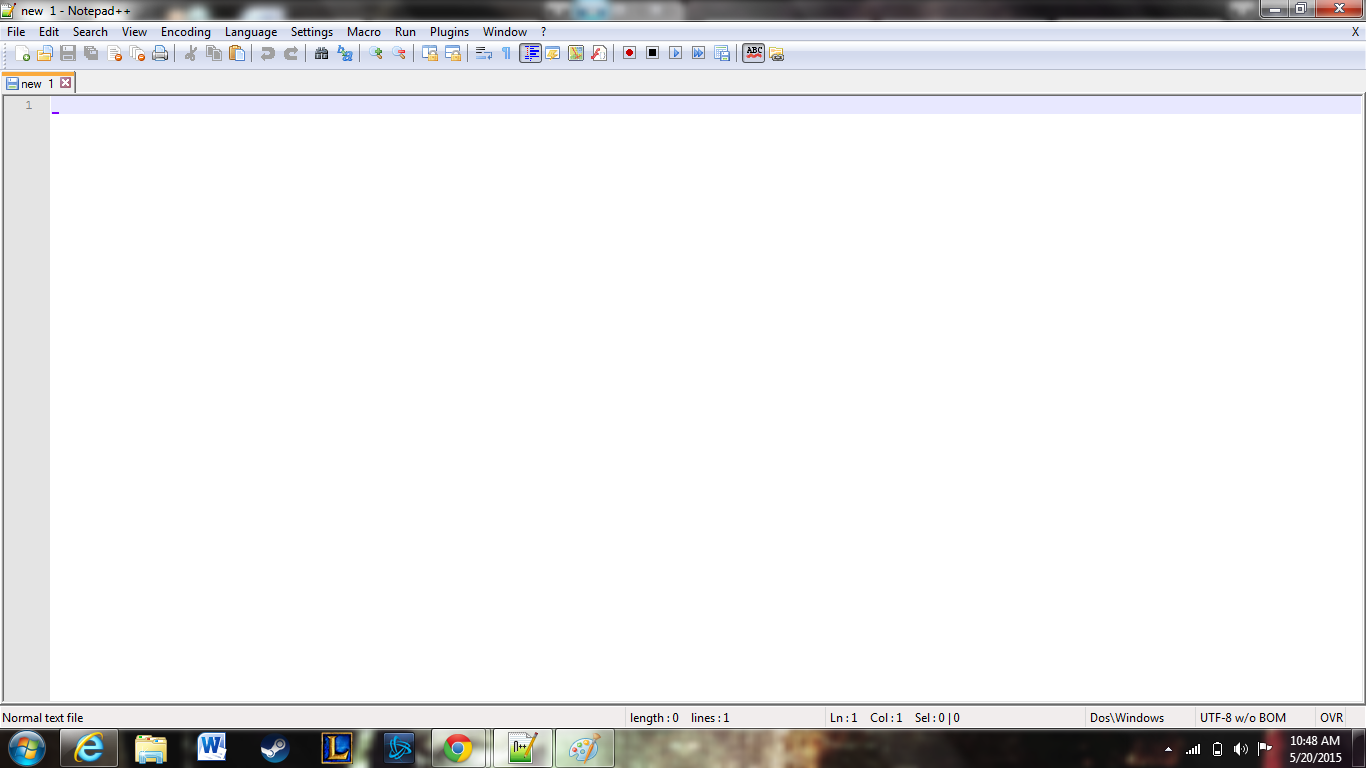 new  1 - Notepad++
File Edit Search View Encoding Language Settings Macro Run Plugins Window ? X
ABC
new  1
1
Normal text file length : 0 lines : 1 Ln : 1 Col : 1 Sel : 0 | 0 Dos\Windows UTF-8 w/o BOM OVR
10:48 AM
5/20/2015